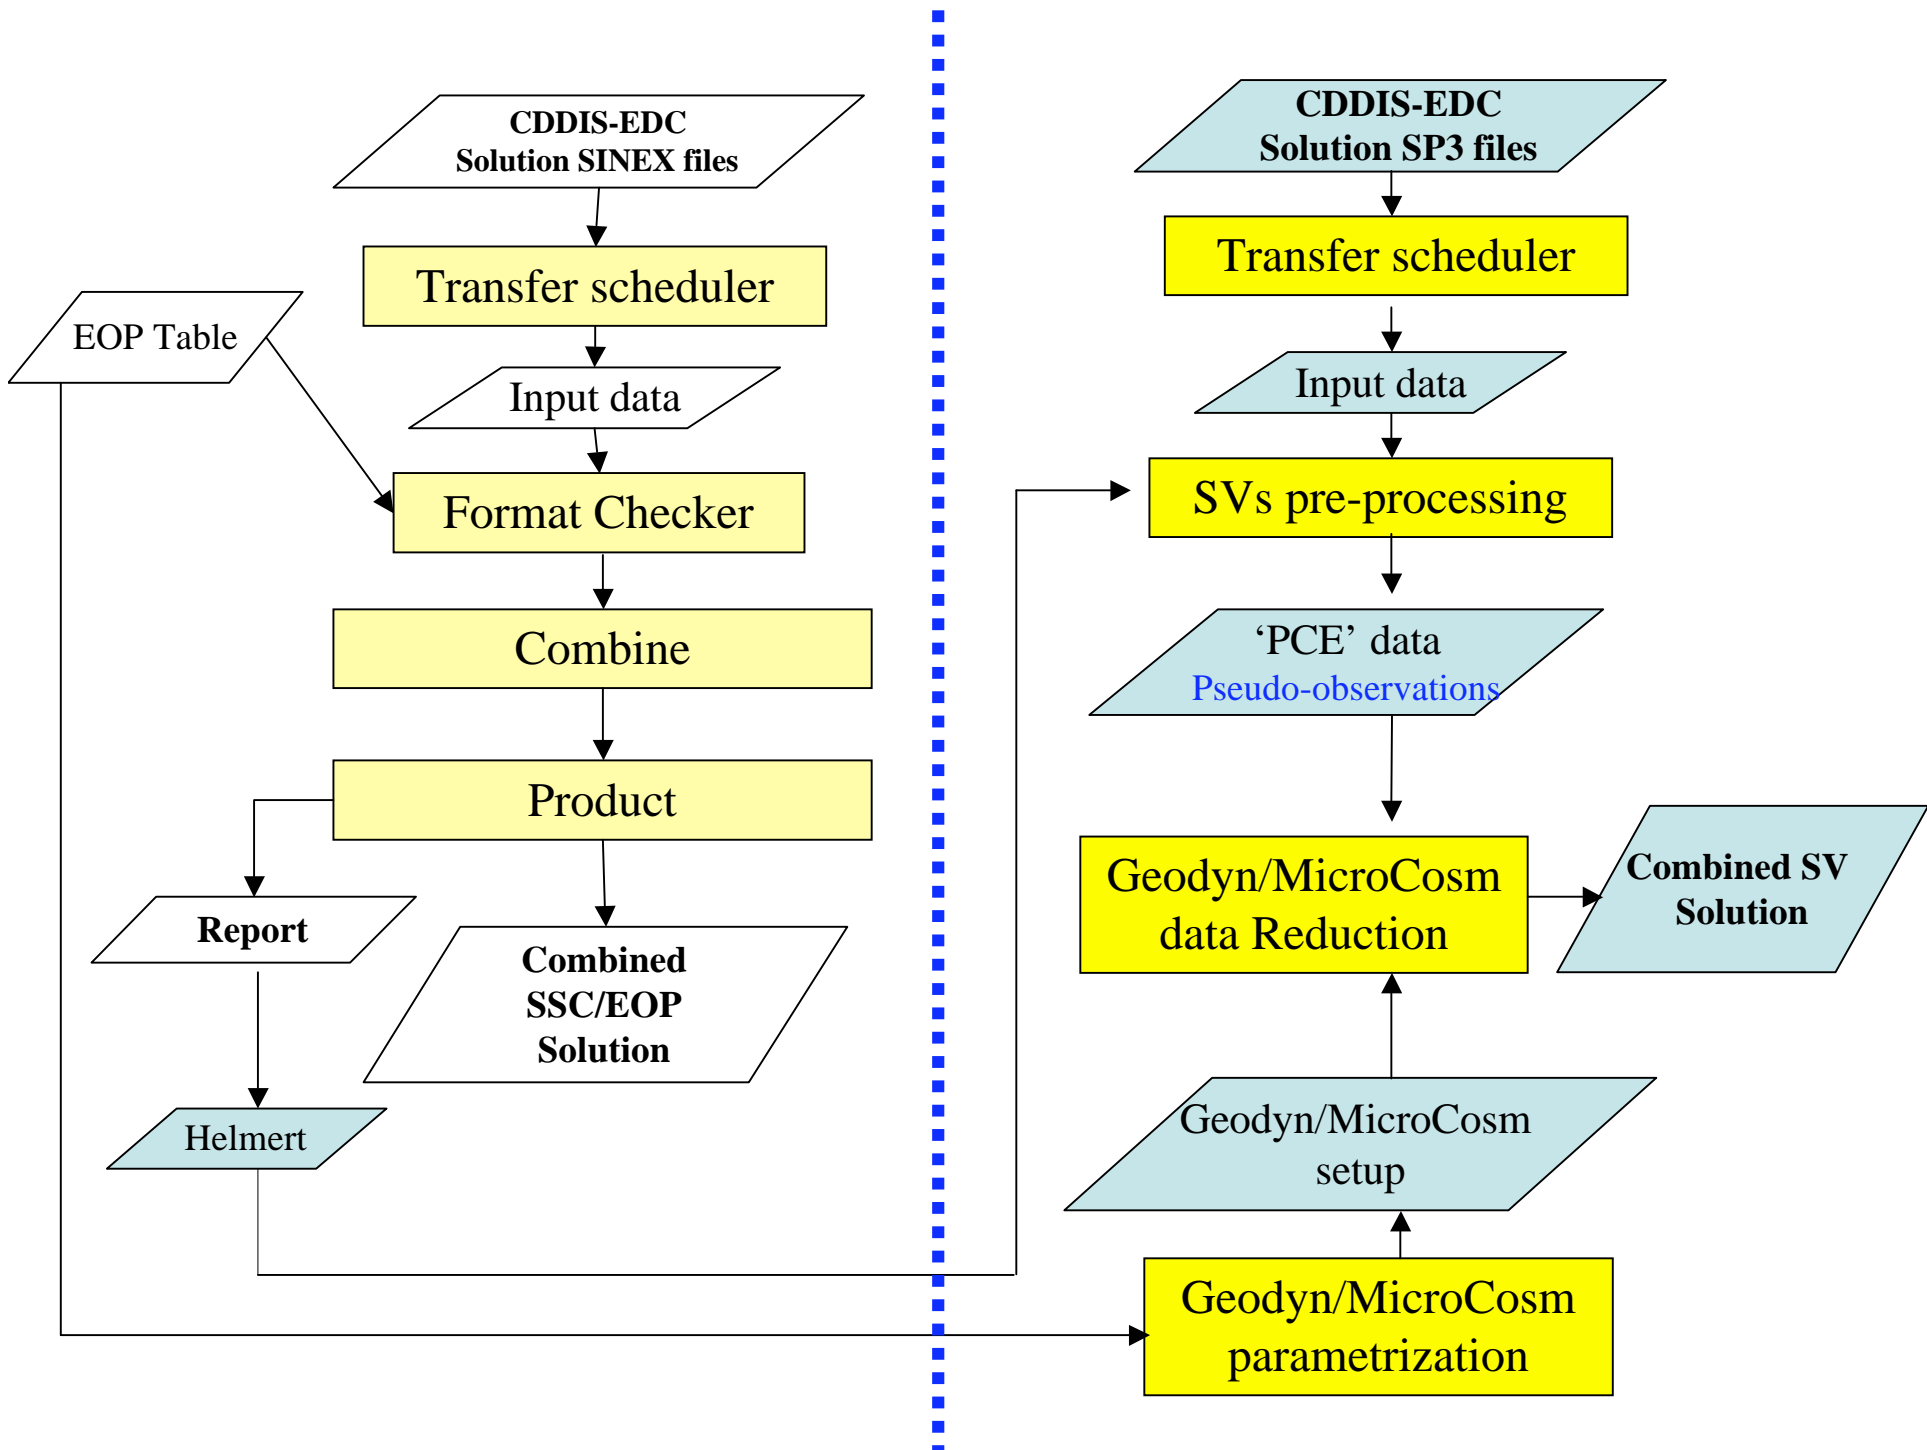 CDDIS-EDC
Solution SINEX files
Transfer scheduler
EOP Table
Input data
Format Checker
Combine
Product
Report
Combined
SSC/EOP
Solution
Helmert
CDDIS-EDC
Solution SP3 files
Transfer scheduler
Input data
SVs pre-processing
‘PCE’ data
Pseudo-observations
Geodyn/MicroCosm
data Reduction
Combined SV
Solution
Geodyn/MicroCosm
setup
Geodyn/MicroCosm
parametrization